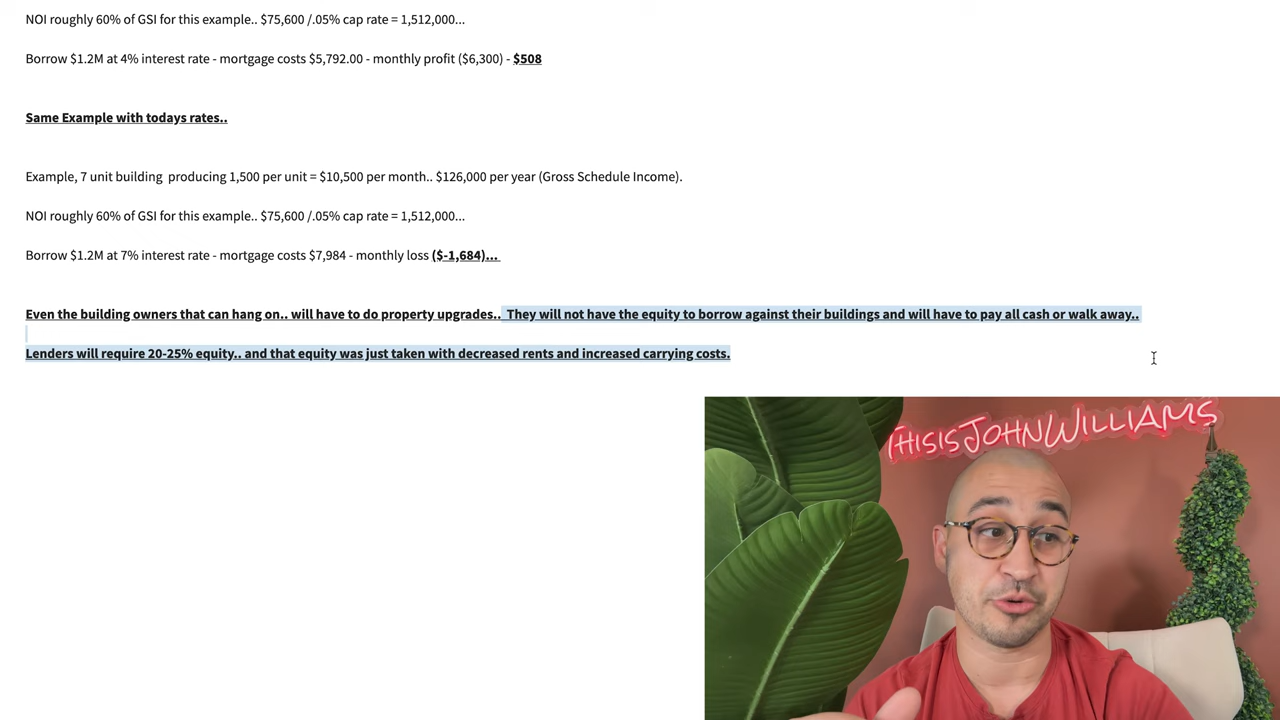 NOI roughly 60% of GSI for this example.. $75,600 /.05% cap rate = 1,512,000...
Borrow $1.2M at 4% interest rate - mortgage costs $5,792.00 - monthly profit ($6,300) - $508
Same Example with todays rates..
Example, 7 unit building  producing 1,500 per unit = $10,500 per month.. $126,000 per year (Gross Schedule Income).
NOI roughly 60% of GSI for this example.. $75,600 /.05% cap rate = 1,512,000...
Borrow $1.2M at 7% interest rate - mortgage costs $7,984 - monthly loss ($-1,684)...
Even the building owners that can hang on.. will have to do property upgrades..  They will not have the equity to borrow against their buildings and will have to pay all cash or walk away..
Lenders will require 20-25% equity.. and that equity was just taken with decreased rents and increased carrying costs.
THISISJOHNWILLIAMS